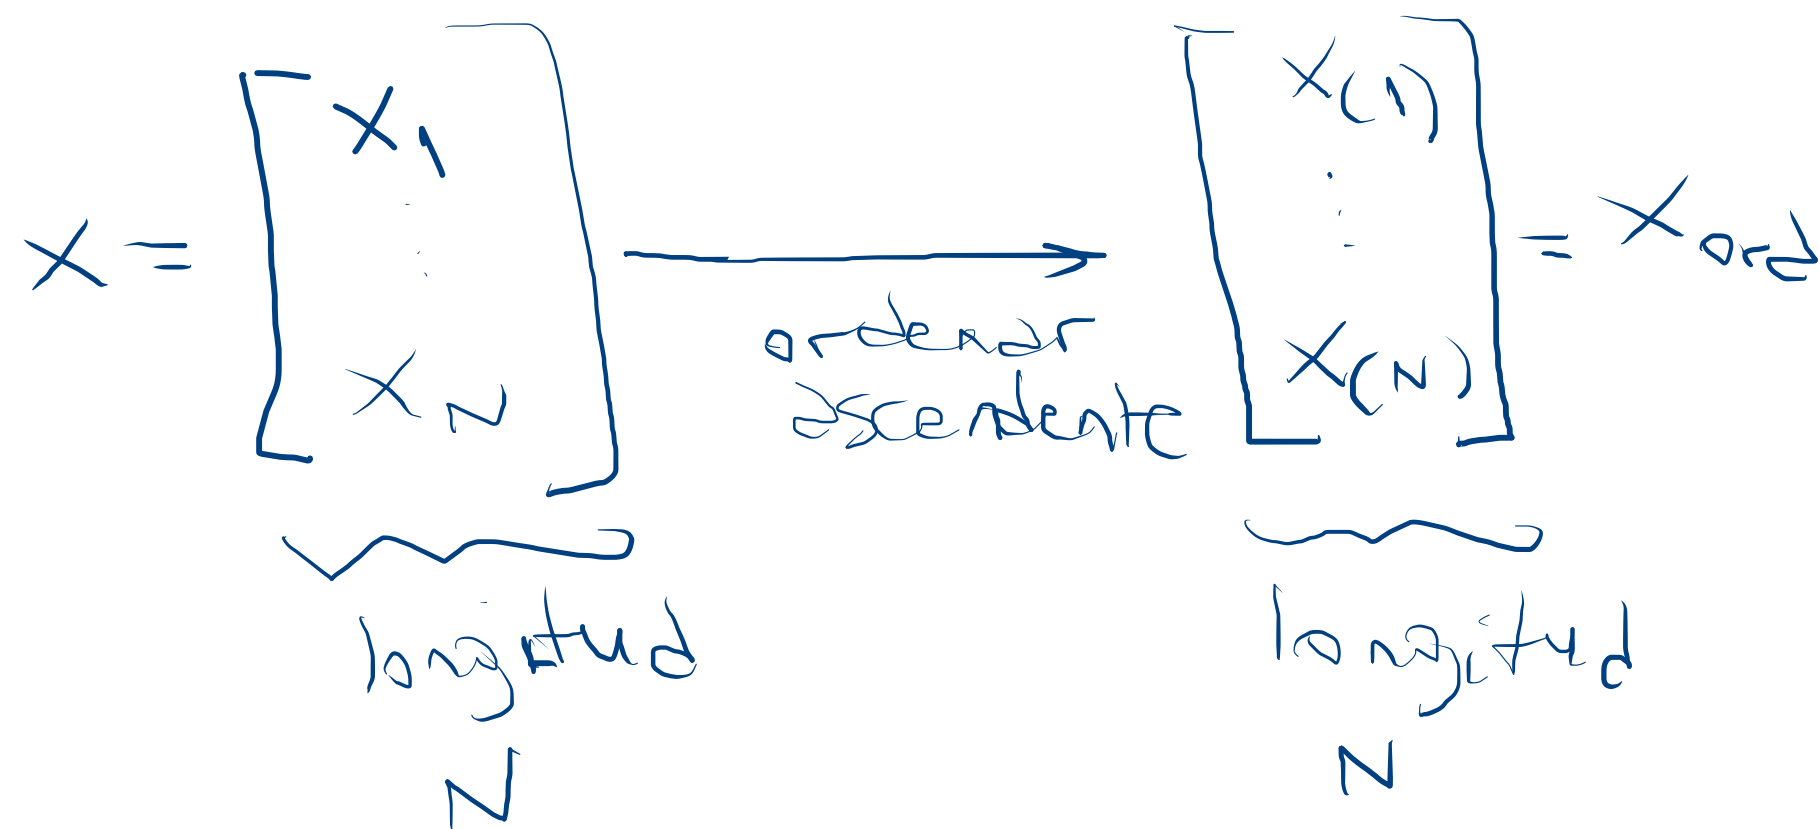 X = [ X1 ⋮ XN ] → [ X(1) ⋮ X(N) ] = Xord
ordenar
ascendente
longitud longitud
N N